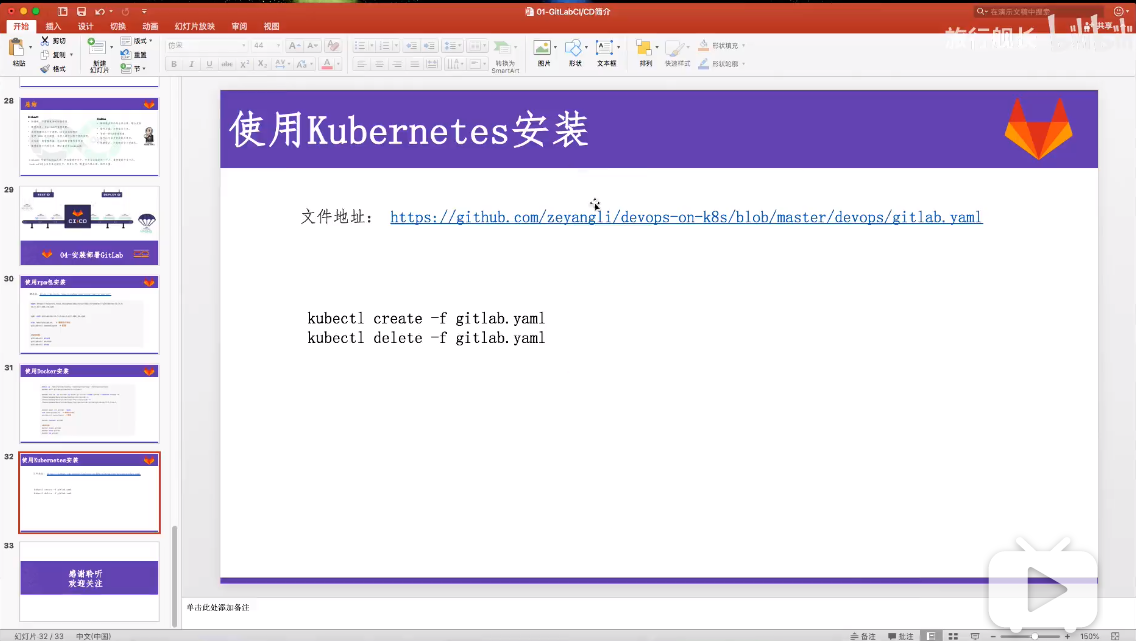 01-GitLabCI/CD简介
在演示文稿中搜索
开始 插入 设计 切换 动画 幻灯片放映 审阅 视图
共享
旅行舰长
粘贴
剪切
复制
格式
新建
幻灯片
版式
重置
节
44
转换为
SmartArt
图片
形状
文本框
排列
快速样式
形状填充
形状轮廓
28
总结
29
CI:CD
04-安装部署GitLab
30
使用rpm包安装
31
使用Docker安装
32
使用Kubernetes安装
33
感谢聆听
欢迎关注
使用Kubernetes安装
文件地址: https://github.com/zeyangli/devops-on-k8s/blob/master/devops/gitlab.yaml
kubectl create -f gitlab.yaml
kubectl delete -f gitlab.yaml
单击此处添加备注
幻灯片 32 / 33 中文(中国)
备注 批注 150%